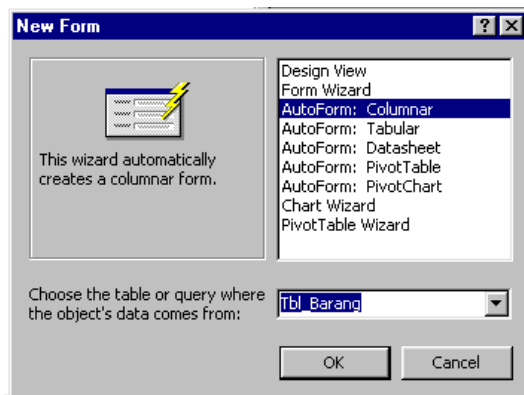 New Form
This wizard automatically
creates a columnar form.
Design View
Form Wizard
AutoForm: Columnar
AutoForm: Tabular
AutoForm: Datasheet
AutoForm: PivotTable
AutoForm: PivotChart
Chart Wizard
PivotTable Wizard
Choose the table or query where
the object's data comes from:
Tbl_Barang
OK
Cancel